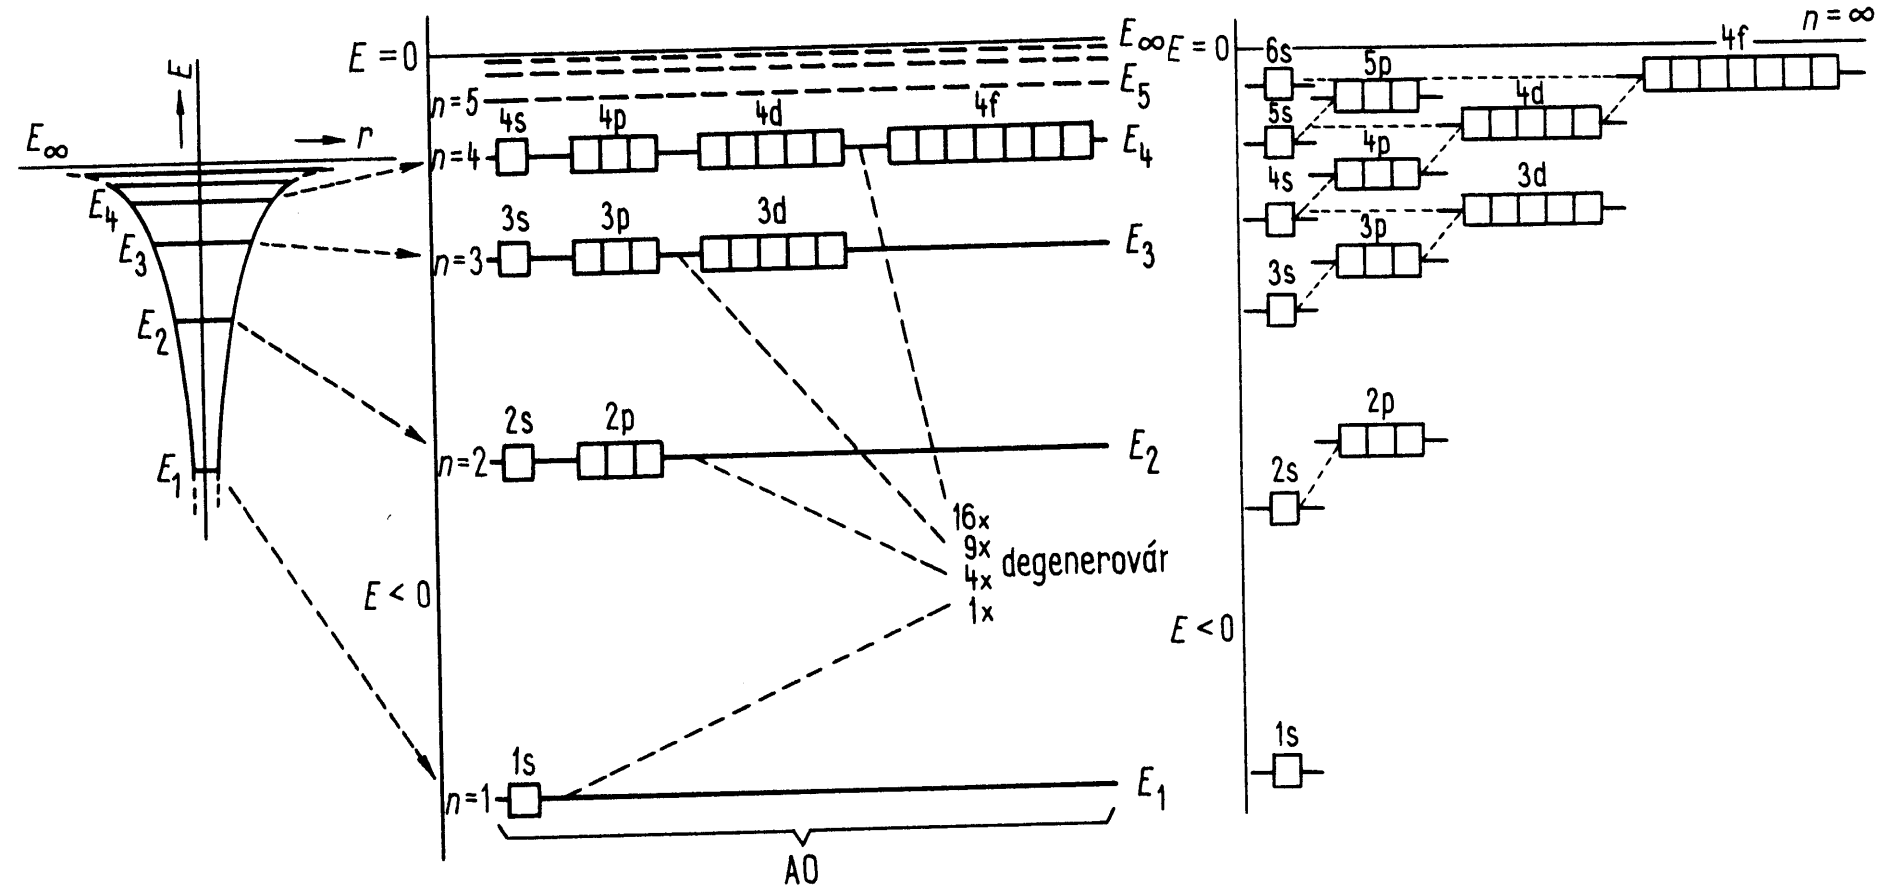 E
r
E∞
E₄
E₃
E₂
E₁
E = 0
n=5
4s 4p 4d 4f
n=4
3s 3p 3d
n=3
2s 2p
n=2
E < 0
1s
n=1
E∞
E₅
E₄
E₃
E₂
E₁
16x
9x
4x
1x
degenerovár
AO
E = 0
n = ∞
6s 5p 4f
5s 4p 4d
4s 3p 3d
3s
2p
2s
E < 0
1s